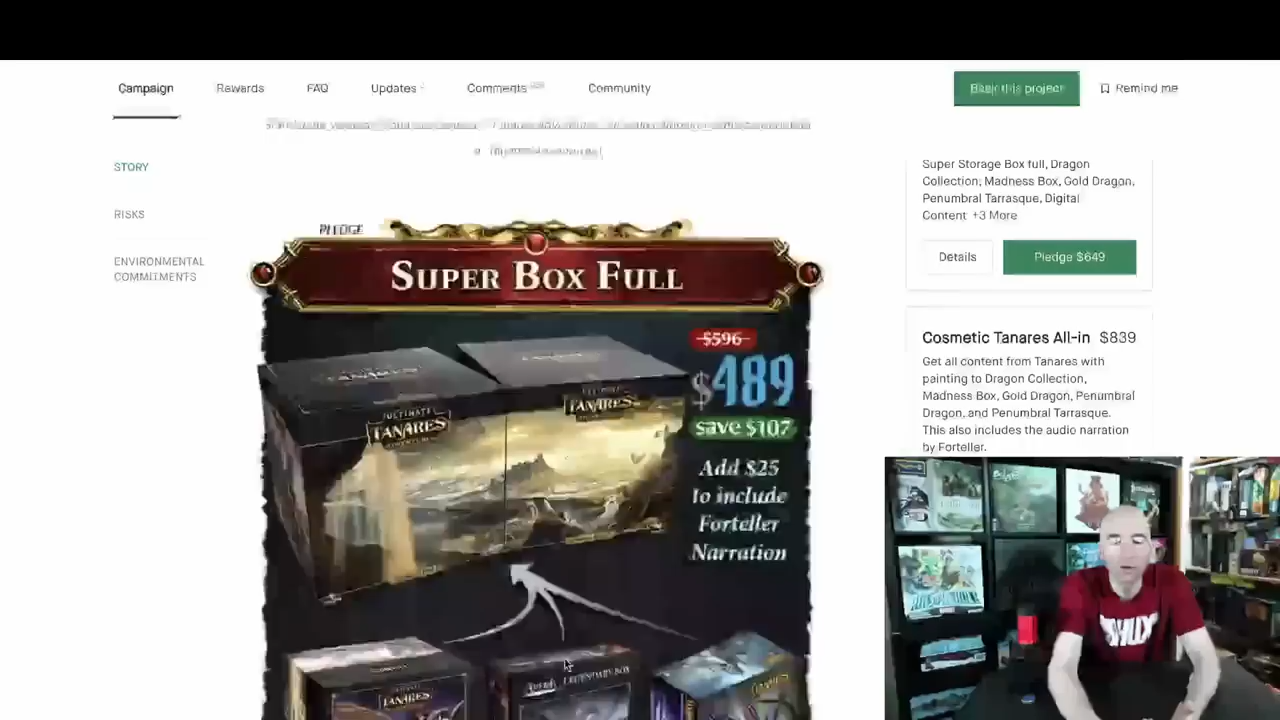 Campaign
Rewards
FAQ
Updates
Comments
Community
Back this project
Remind me
STORY
RISKS
ENVIRONMENTAL
COMMITMENTS
PLEDGE
SUPER BOX FULL
$596
$489
save $107
Add $25
to include
Forteller
Narration
ULTIMATE
TANARES
TANARES
TANARES
LEGENDARY BOX
Super Storage Box full, Dragon
Collection, Madness Box, Gold Dragon,
Penumbral Tarrasque, Digital
Content +3 More
Details
Pledge $649
Cosmetic Tanares All-in $839
Get all content from Tanares with
painting to Dragon Collection,
Madness Box, Gold Dragon, Penumbral
Dragon, and Penumbral Tarrasque.
This also includes the audio narration
by Forteller.